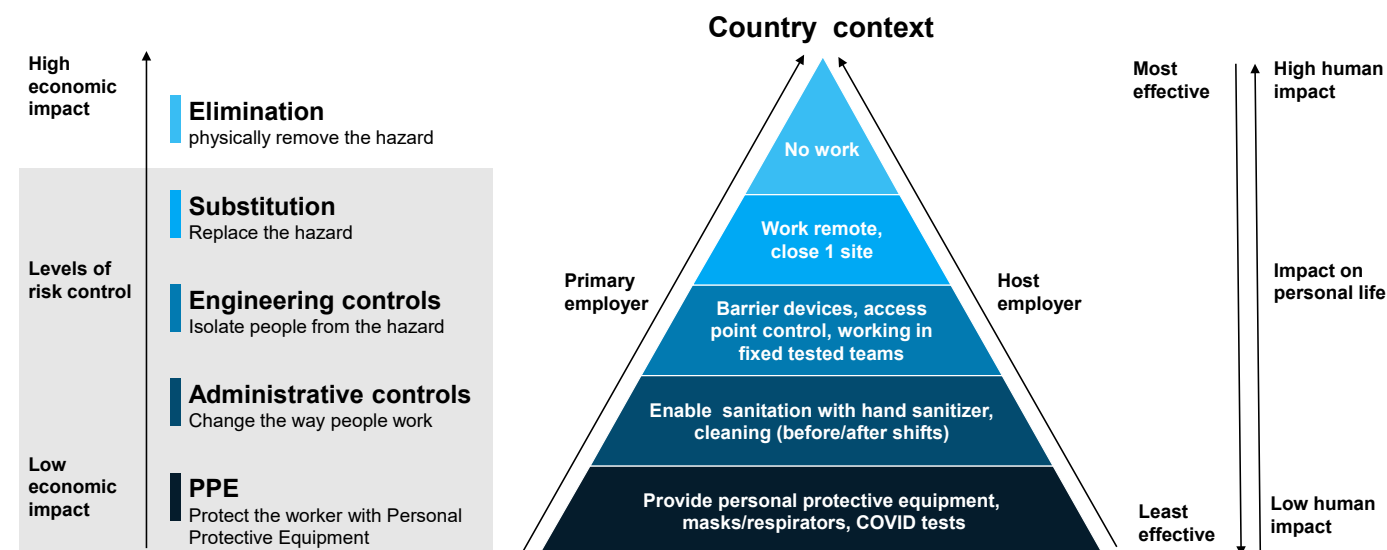 Country context
High
economic
impact
Elimination
physically remove the hazard
Substitution
Replace the hazard
Levels of
risk control
Engineering controls
Isolate people from the hazard
Administrative controls
Change the way people work
Low
economic
impact
PPE
Protect the worker with Personal
Protective Equipment
Primary
employer
No work
Work remote,
close 1 site
Barrier devices, access
point control, working in
fixed tested teams
Enable sanitation with hand sanitizer,
cleaning (before/after shifts)
Provide personal protective equipment,
masks/respirators, COVID tests
Host
employer
Most
effective
Least
effective
High human
impact
Impact on
personal life
Low human
impact